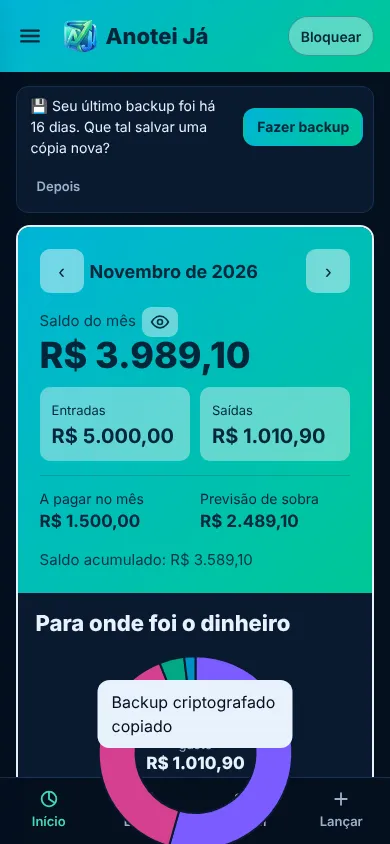 Anotei Já
Bloquear
💾 Seu último backup foi há
16 dias. Que tal salvar uma
cópia nova?
Fazer backup
Depois
‹
Novembro de 2026
›
Saldo do mês
R$ 3.989,10
Entradas
R$ 5.000,00
Saídas
R$ 1.010,90
A pagar no mês
R$ 1.500,00
Previsão de sobra
R$ 2.489,10
Saldo acumulado: R$ 3.589,10
Para onde foi o dinheiro
Backup criptografado
copiado
R$ 1.010,90
Início
Lançar